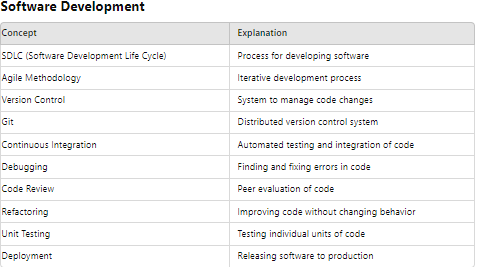 Software Development
Concept Explanation
SDLC (Software Development Life Cycle) Process for developing software
Agile Methodology Iterative development process
Version Control System to manage code changes
Git Distributed version control system
Continuous Integration Automated testing and integration of code
Debugging Finding and fixing errors in code
Code Review Peer evaluation of code
Refactoring Improving code without changing behavior
Unit Testing Testing individual units of code
Deployment Releasing software to production